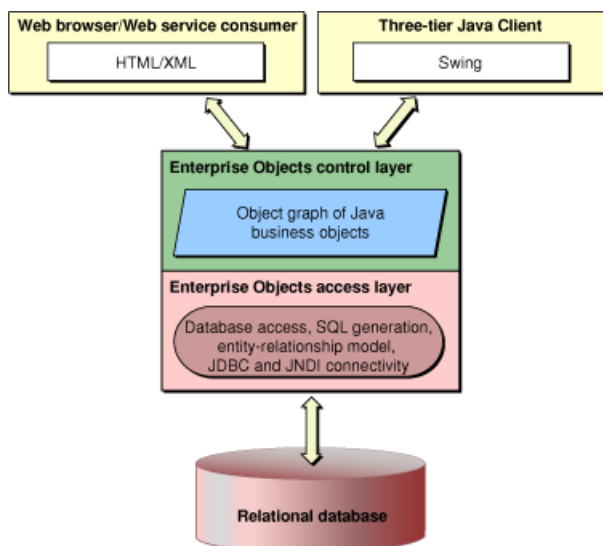 Web browser/Web service consumer
HTML/XML
Three-tier Java Client
Swing
Enterprise Objects control layer
Object graph of Java
business objects
Enterprise Objects access layer
Database access, SQL generation,
entity-relationship model,
JDBC and JNDI connectivity
Relational database